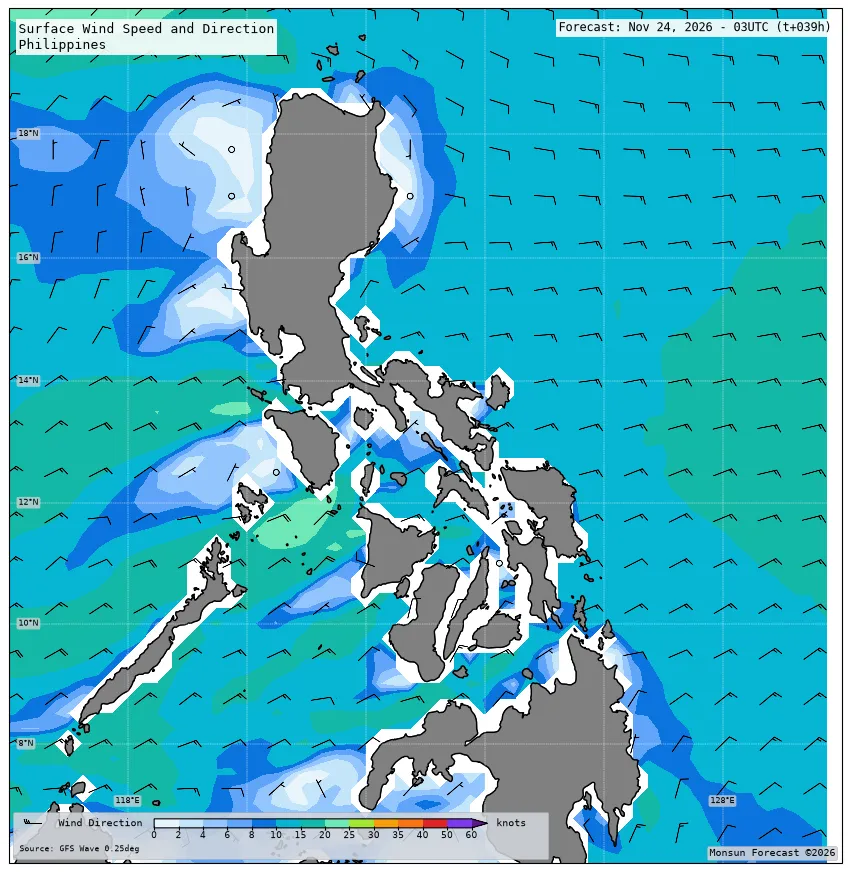 Surface Wind Speed and Direction
Philippines
Forecast: Nov 24, 2026 - 03UTC (t+039h)
18°N
16°N
14°N
12°N
10°N
8°N
118°E
128°E
Wind Direction
0 2 4 6 8 10 15 20 25 30 35 40 50 60
knots
Source: GFS Wave 0.25deg
Monsun Forecast ©2026